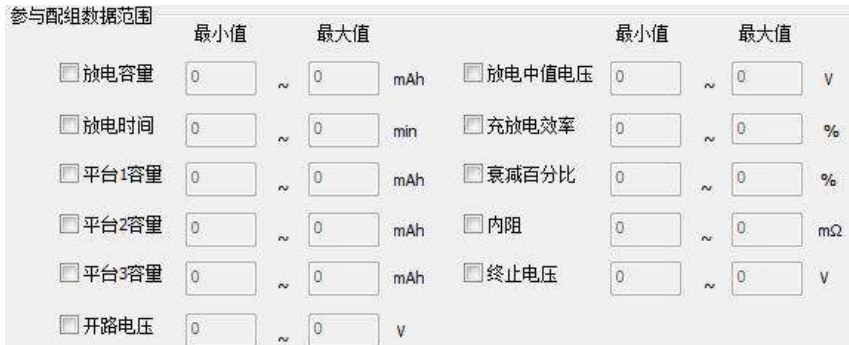 参与配组数据范围
最小值 最大值 最小值 最大值
放电容量 0 ~ 0 mAh 放电中值电压 0 ~ 0 V
放电时间 0 ~ 0 min 充放电效率 0 ~ 0 %
平台1容量 0 ~ 0 mAh 衰减百分比 0 ~ 0 %
平台2容量 0 ~ 0 mAh 内阻 0 ~ 0 mΩ
平台3容量 0 ~ 0 mAh 终止电压 0 ~ 0 V
开路电压 0 ~ 0 V